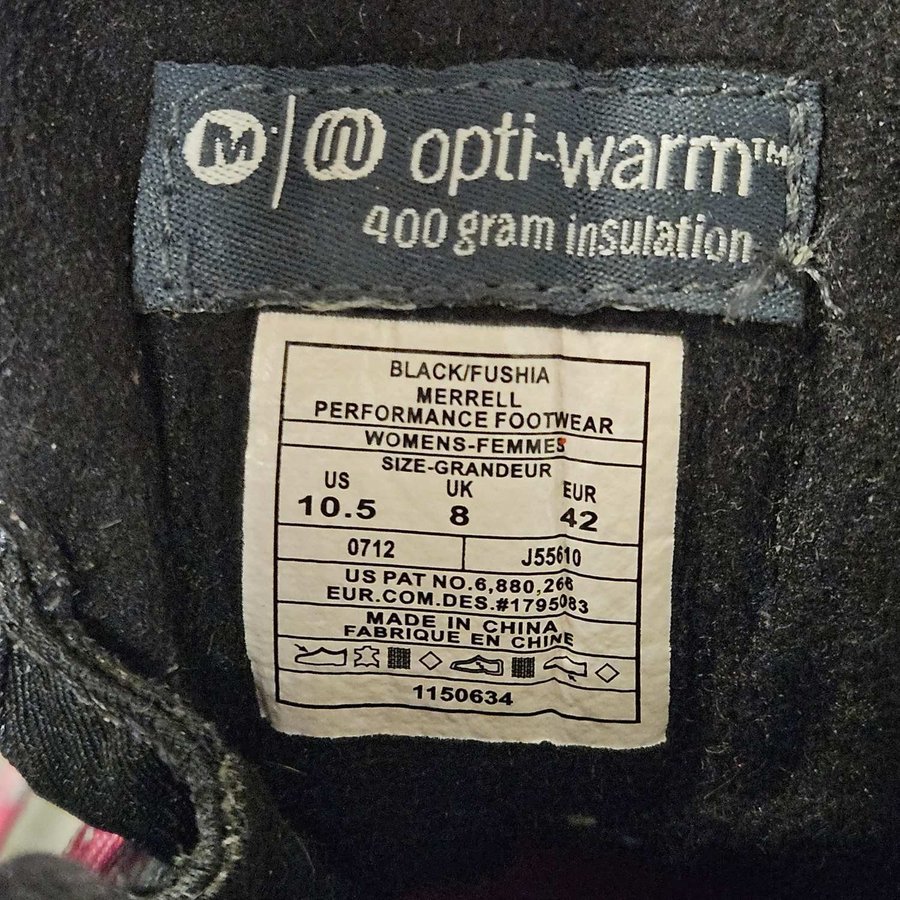 M opti-warm™
400 gram insulation
BLACK/FUSHIA
MERRELL
PERFORMANCE FOOTWEAR
WOMENS-FEMMES
SIZE-GRANDEUR
US UK EUR
10.5 8 42
0712 J55610
US PAT NO.6,880,266
EUR.COM.DES.#1795083
MADE IN CHINA
FABRIQUE EN CHINE
1150634